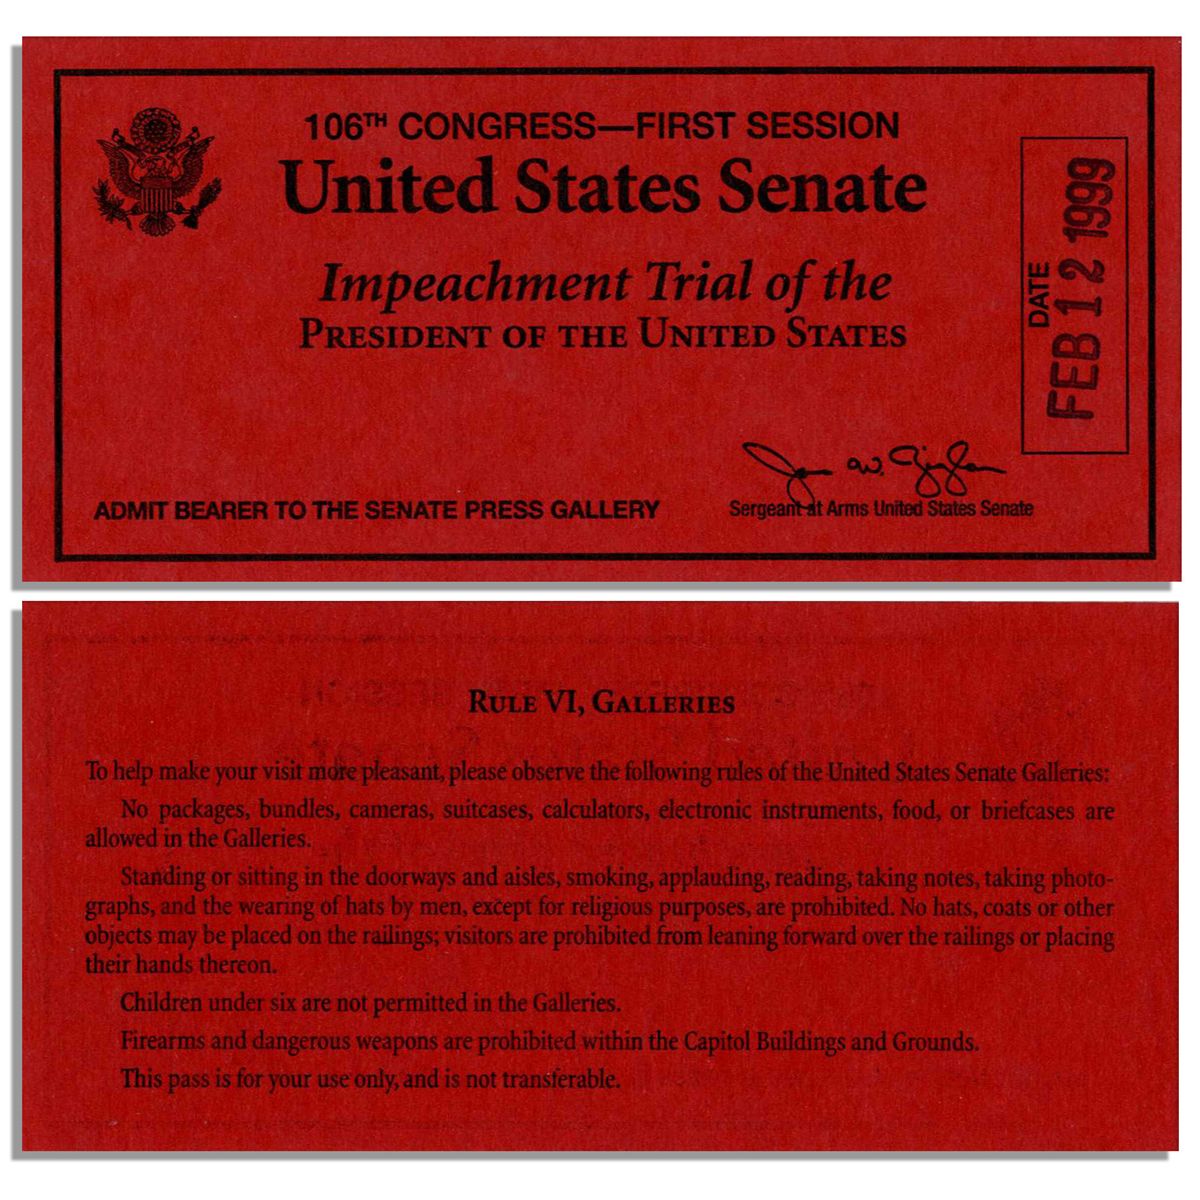 106TH CONGRESS—FIRST SESSION
United States Senate
Impeachment Trial of the
PRESIDENT OF THE UNITED STATES
DATE
FEB 12 1999
ADMIT BEARER TO THE SENATE PRESS GALLERY
Sergeant at Arms United States Senate
RULE VI, GALLERIES
To help make your visit more pleasant, please observe the following rules of the United States Senate Galleries:
No packages, bundles, cameras, suitcases, calculators, electronic instruments, food, or briefcases are
allowed in the Galleries.
Standing or sitting in the doorways and aisles, smoking, applauding, reading, taking notes, taking photo-
graphs, and the wearing of hats by men, except for religious purposes, are prohibited. No hats, coats or other
objects may be placed on the railings; visitors are prohibited from leaning forward over the railings or placing
their hands thereon.
Children under six are not permitted in the Galleries.
Firearms and dangerous weapons are prohibited within the Capitol Buildings and Grounds.
This pass is for your use only, and is not transferable.